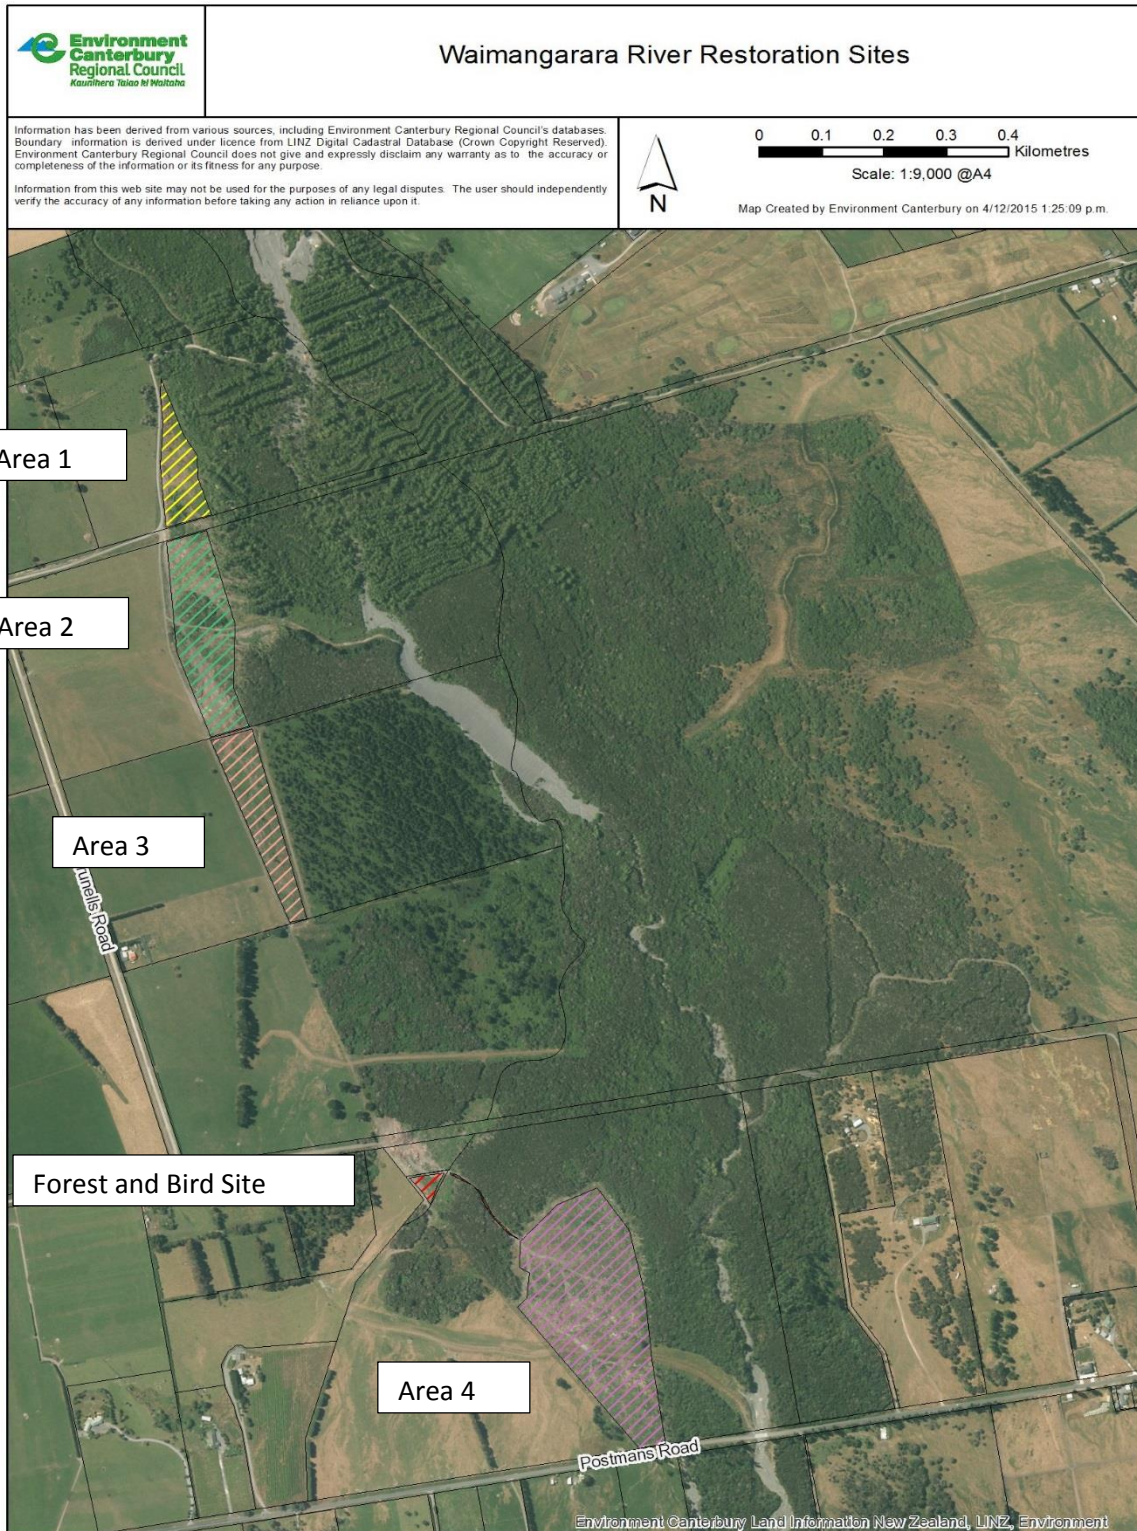 Environment
Canterbury
Regional Council
Kaunihera Taiao ki Waitaha
Waimangarara River Restoration Sites
Information has been derived from various sources, including Environment Canterbury Regional Council's databases.
Boundary information is derived under licence from LINZ Digital Cadastral Database (Crown Copyright Reserved).
Environment Canterbury Regional Council does not give and expressly disclaim any warranty as to the accuracy or
completeness of the information or its fitness for any purpose.
Information from this web site may not be used for the purposes of any legal disputes. The user should independently
verify the accuracy of any information before taking any action in reliance upon it.
N
0 0.1 0.2 0.3 0.4
Kilometres
Scale: 1:9,000 @A4
Map Created by Environment Canterbury on 4/12/2015 1:25:09 p.m.
Area 1
Area 2
Area 3
Road
Forest and Bird Site
Area 4
Postmans Road
Environment Canterbury Land Information New Zealand, LINZ, Environment